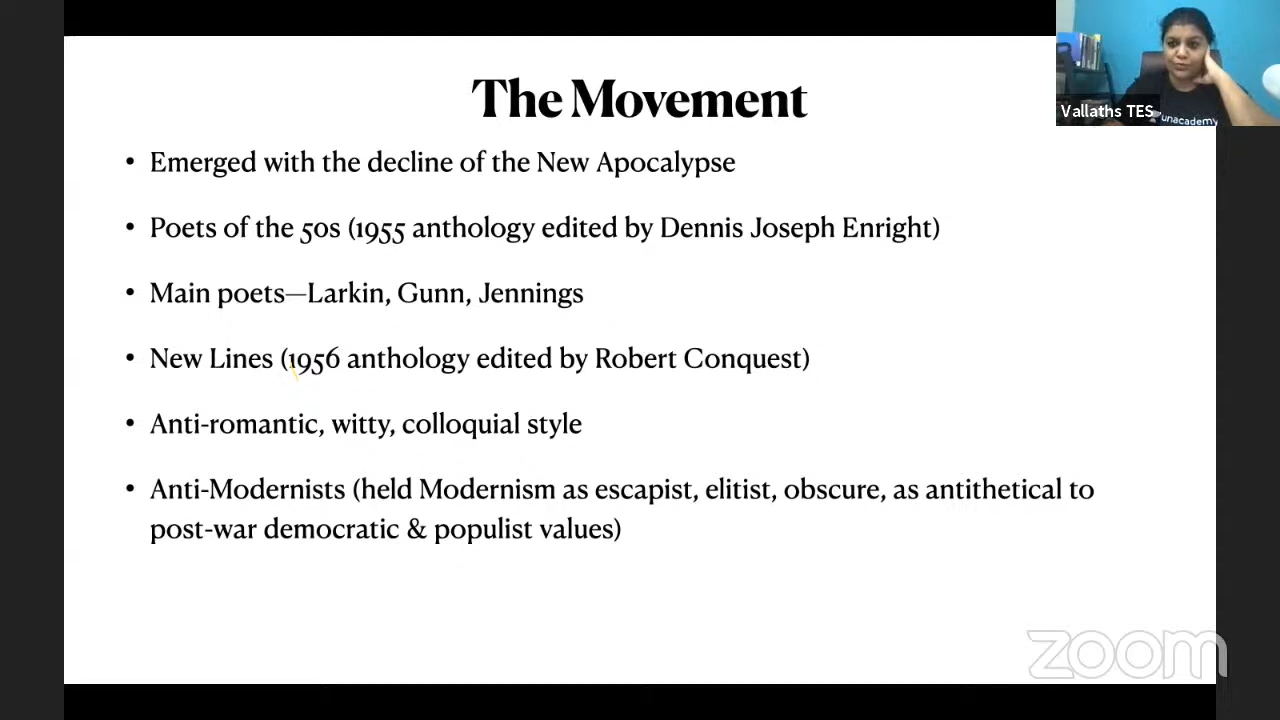 The Movement
• Emerged with the decline of the New Apocalypse
• Poets of the 50s (1955 anthology edited by Dennis Joseph Enright)
• Main poets—Larkin, Gunn, Jennings
• New Lines (1956 anthology edited by Robert Conquest)
• Anti-romantic, witty, colloquial style
• Anti-Modernists (held Modernism as escapist, elitist, obscure, as antithetical to
post-war democratic & populist values)
Vallaths TES
unacademy
zoom